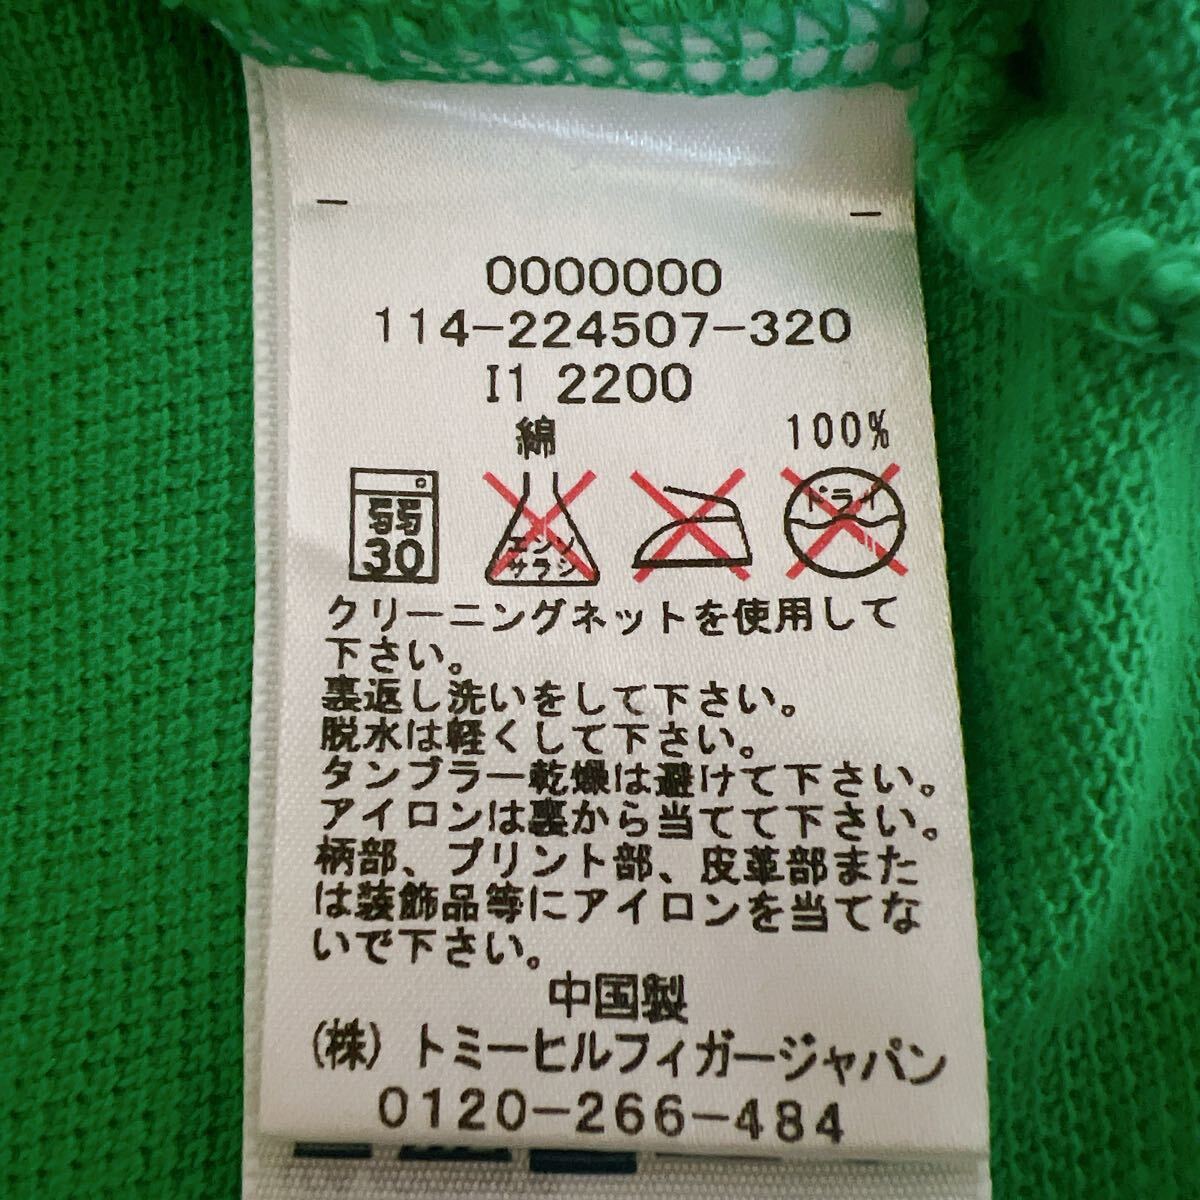 0000000
114-224507-320
I1 2200
綿 100%
弱
30
エンソ
サラシ
ドライ
クリーニングネットを使用して
下さい。
裏返し洗いをして下さい。
脱水は軽くして下さい。
タンブラー乾燥は避けて下さい。
アイロンは裏から当てて下さい。
柄部、プリント部、皮革部また
は装飾品等にアイロンを当てな
いで下さい。
中国製
(株)トミーヒルフィガージャパン
0120-266-484